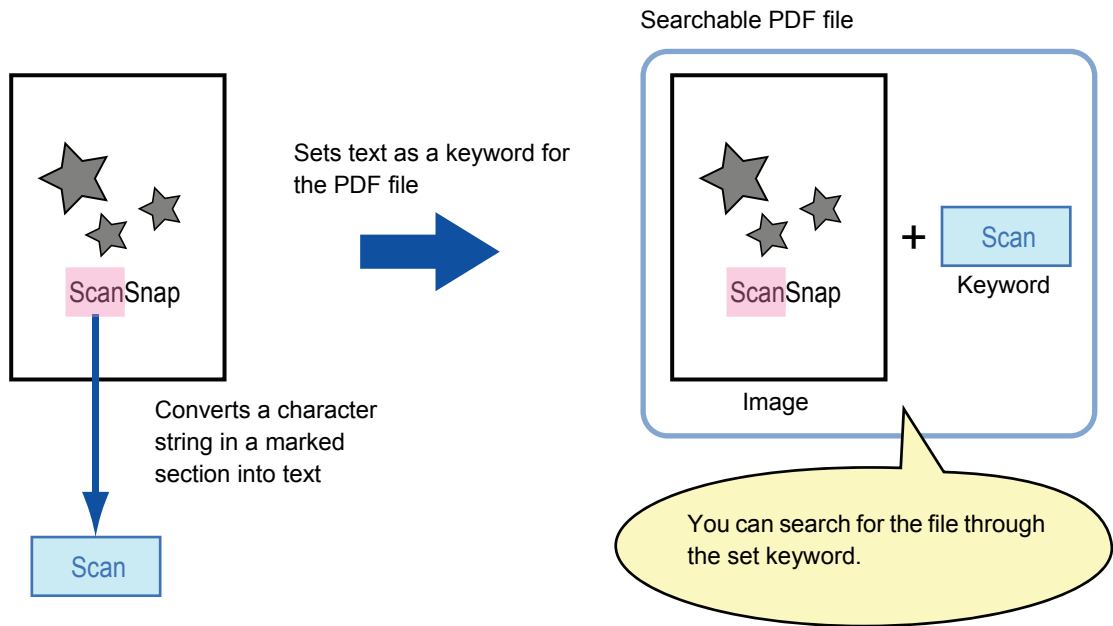 Searchable PDF file
Sets text as a keyword for
the PDF file
ScanSnap
Converts a character
string in a marked
section into text
Scan
ScanSnap
Image
+
Scan
Keyword
You can search for the file through
the set keyword.